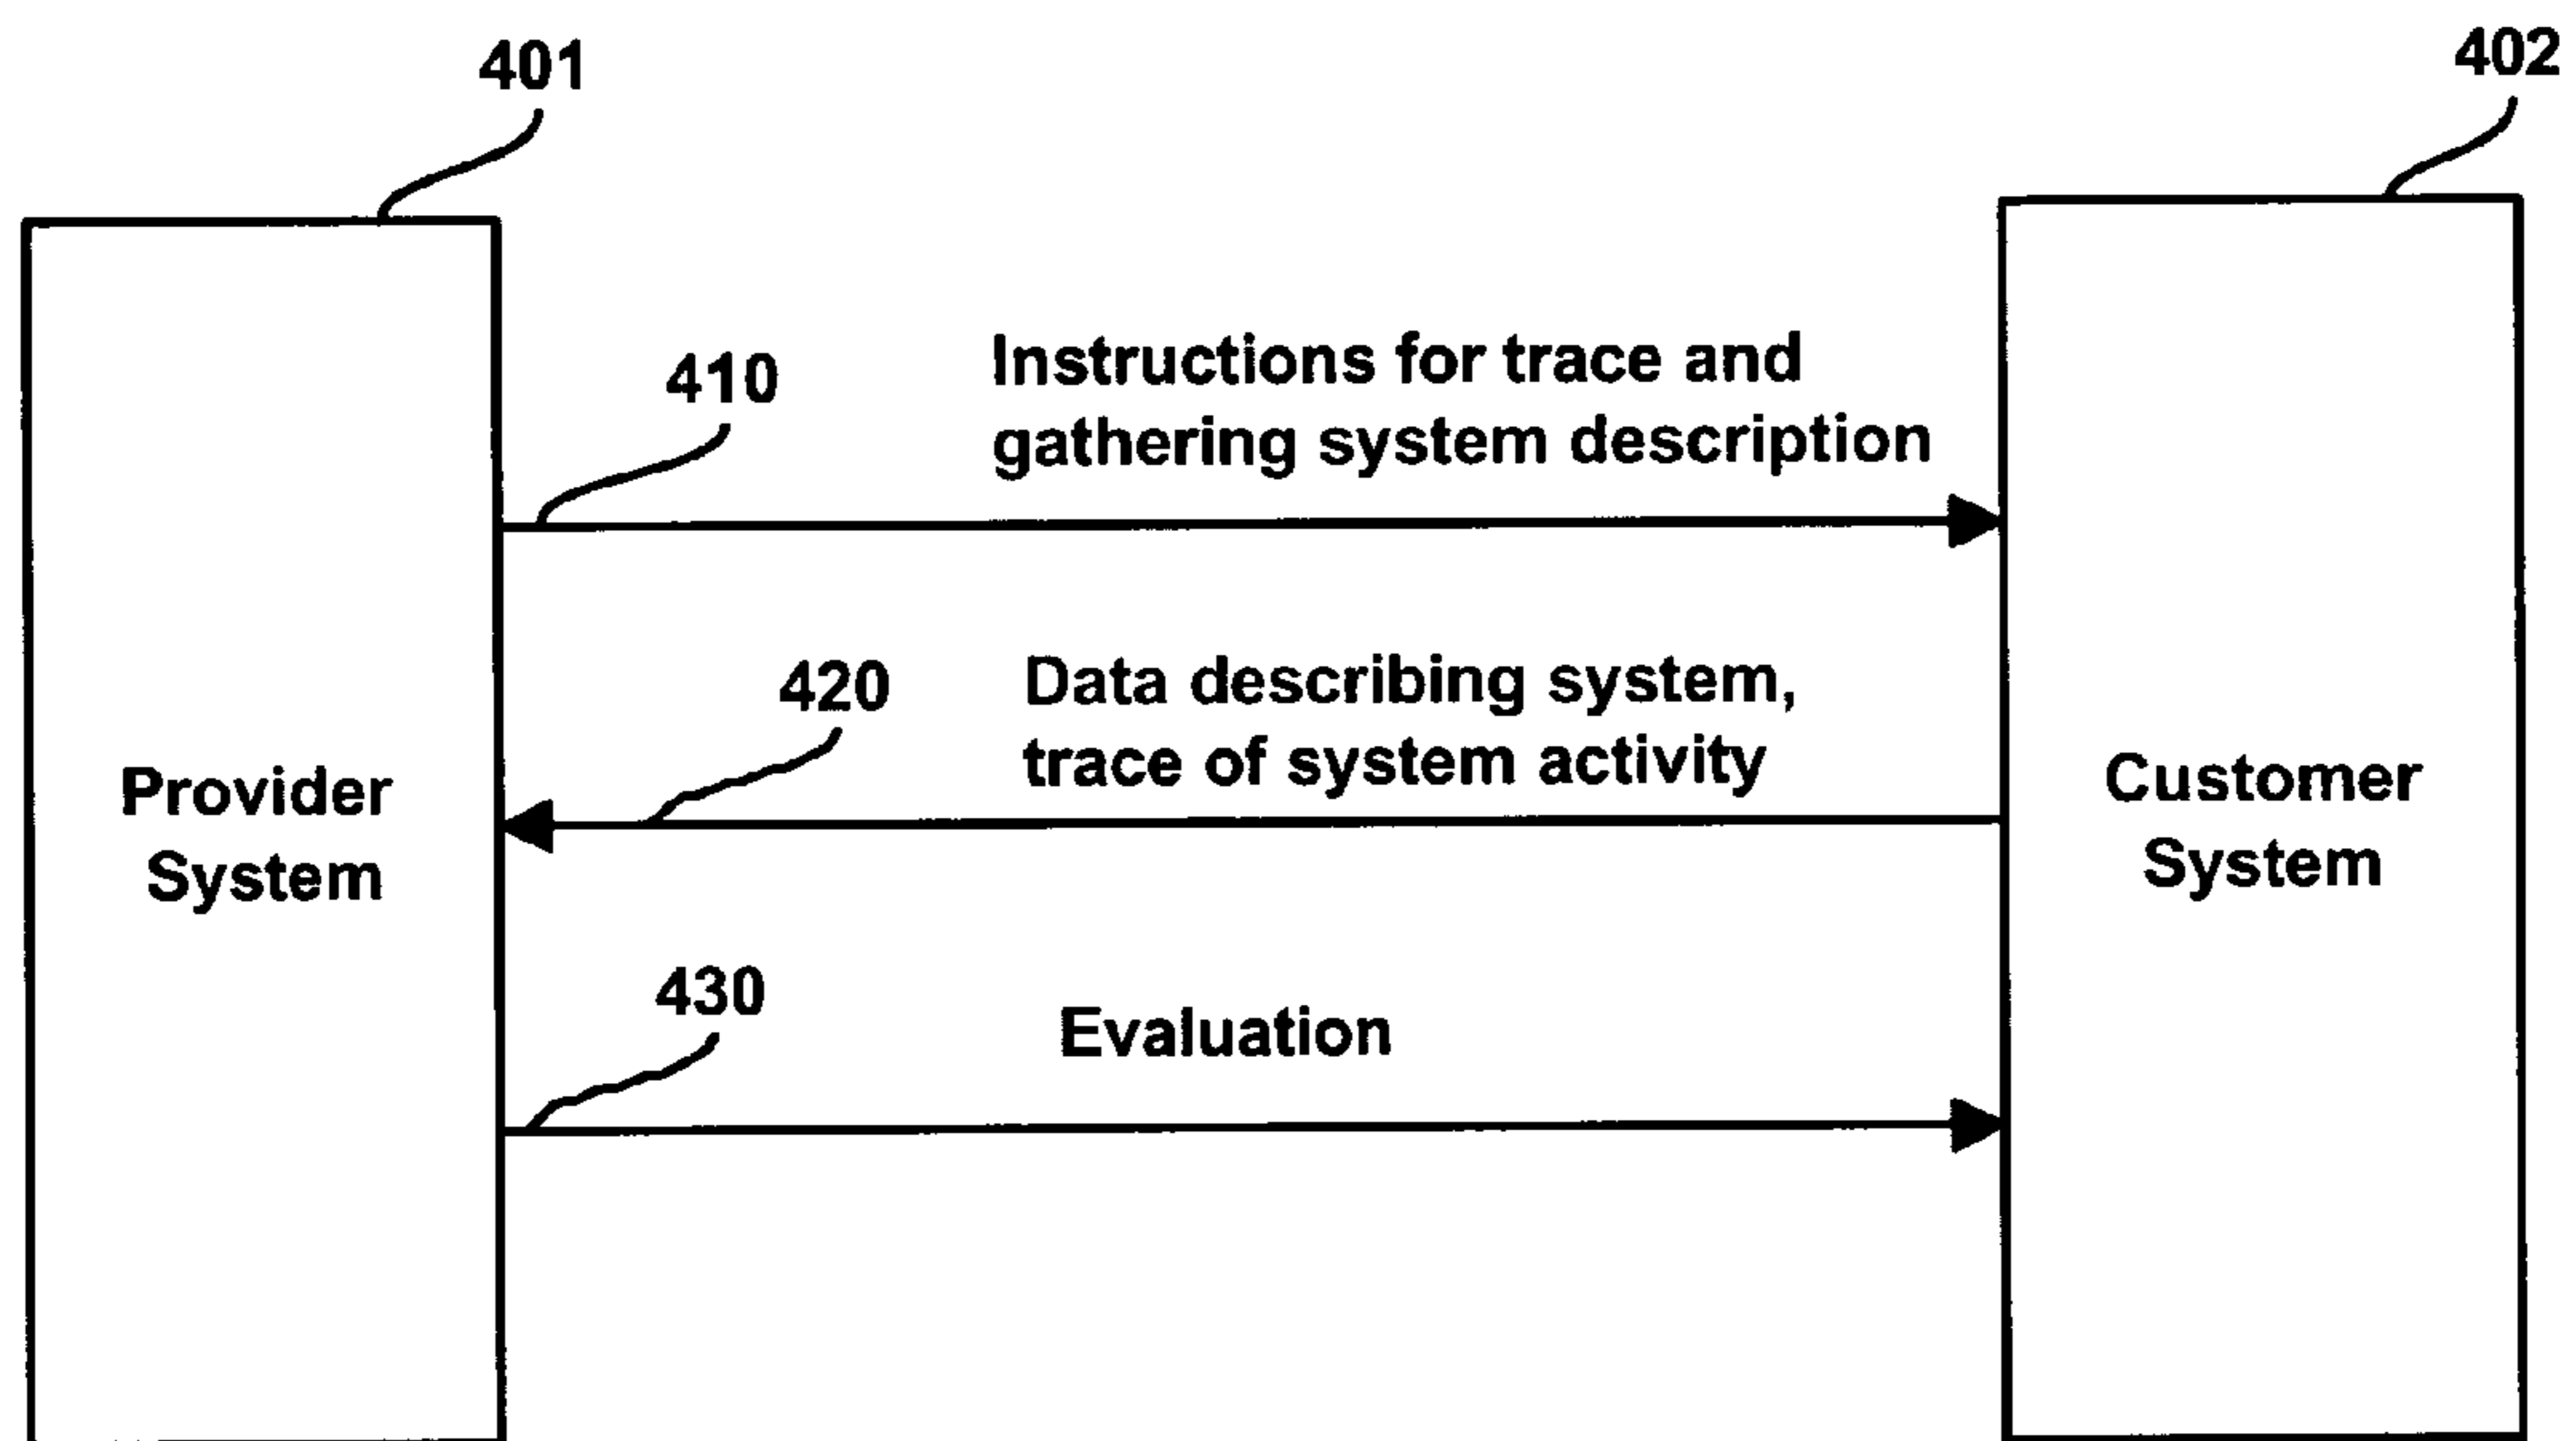 401
402
410
Instructions for trace and
gathering system description
420
Data describing system,
trace of system activity
Provider
System
Customer
System
430
Evaluation